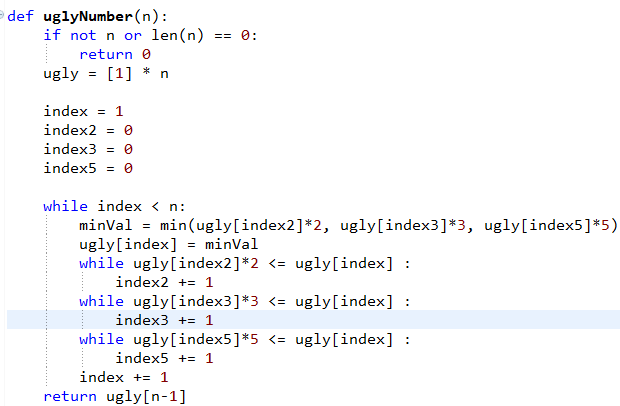 def uglyNumber(n):
    if not n or len(n) == 0:
        return 0
    ugly = [1] * n

    index = 1
    index2 = 0
    index3 = 0
    index5 = 0

    while index < n:
        minVal = min(ugly[index2]*2, ugly[index3]*3, ugly[index5]*5)
        ugly[index] = minVal
        while ugly[index2]*2 <= ugly[index] :
            index2 += 1
        while ugly[index3]*3 <= ugly[index] :
            index3 += 1
        while ugly[index5]*5 <= ugly[index] :
            index5 += 1
        index += 1
    return ugly[n-1]